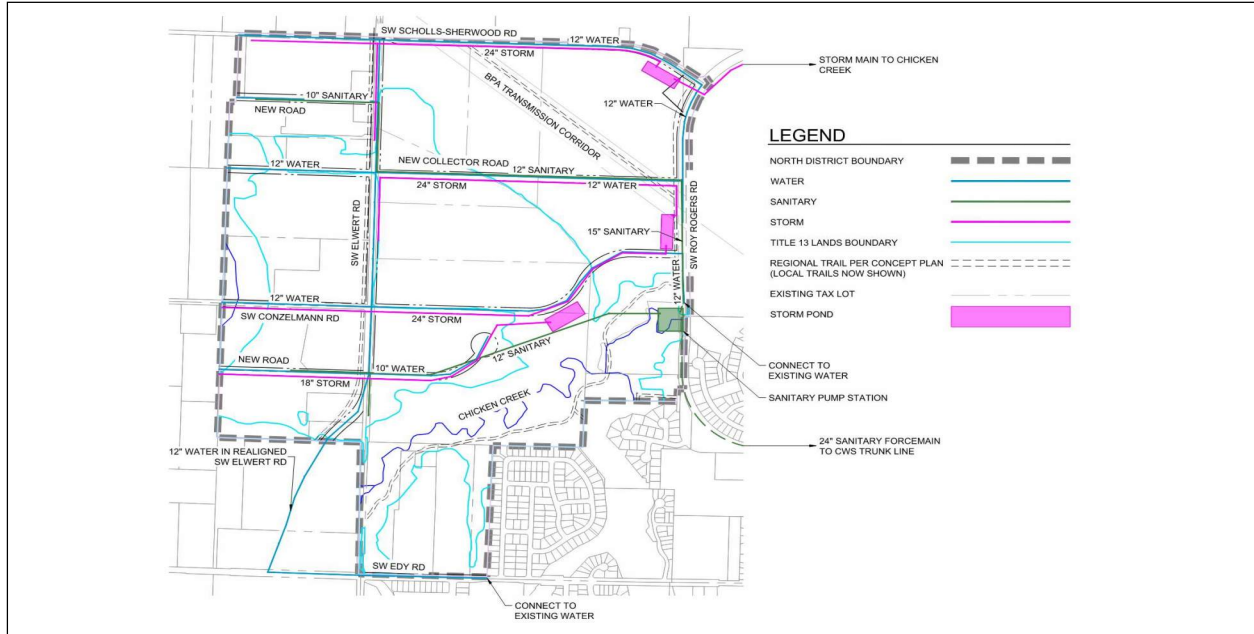 SW SCHOLLS-SHERWOOD RD
12" WATER
24" STORM
STORM MAIN TO CHICKEN
CREEK
BPA TRANSMISSION CORRIDOR
10" SANITARY
NEW ROAD
12" WATER
12" WATER
NEW COLLECTOR ROAD
12" SANITARY
24" STORM
12" WATER
SW ELWERT RD
15" SANITARY
SW ROY ROGERS RD
12" WATER
12" WATER
SW CONZELMANN RD
24" STORM
12" SANITARY
NEW ROAD
10" WATER
18" STORM
CHICKEN CREEK
CONNECT TO
EXISTING WATER
SANITARY PUMP STATION
24" SANITARY FORCEMAIN
TO CWS TRUNK LINE
12" WATER IN REALIGNED
SW ELWERT RD
SW EDY RD
CONNECT TO
EXISTING WATER
LEGEND
NORTH DISTRICT BOUNDARY
WATER
SANITARY
STORM
TITLE 13 LANDS BOUNDARY
REGIONAL TRAIL PER CONCEPT PLAN
(LOCAL TRAILS NOW SHOWN)
EXISTING TAX LOT
STORM POND